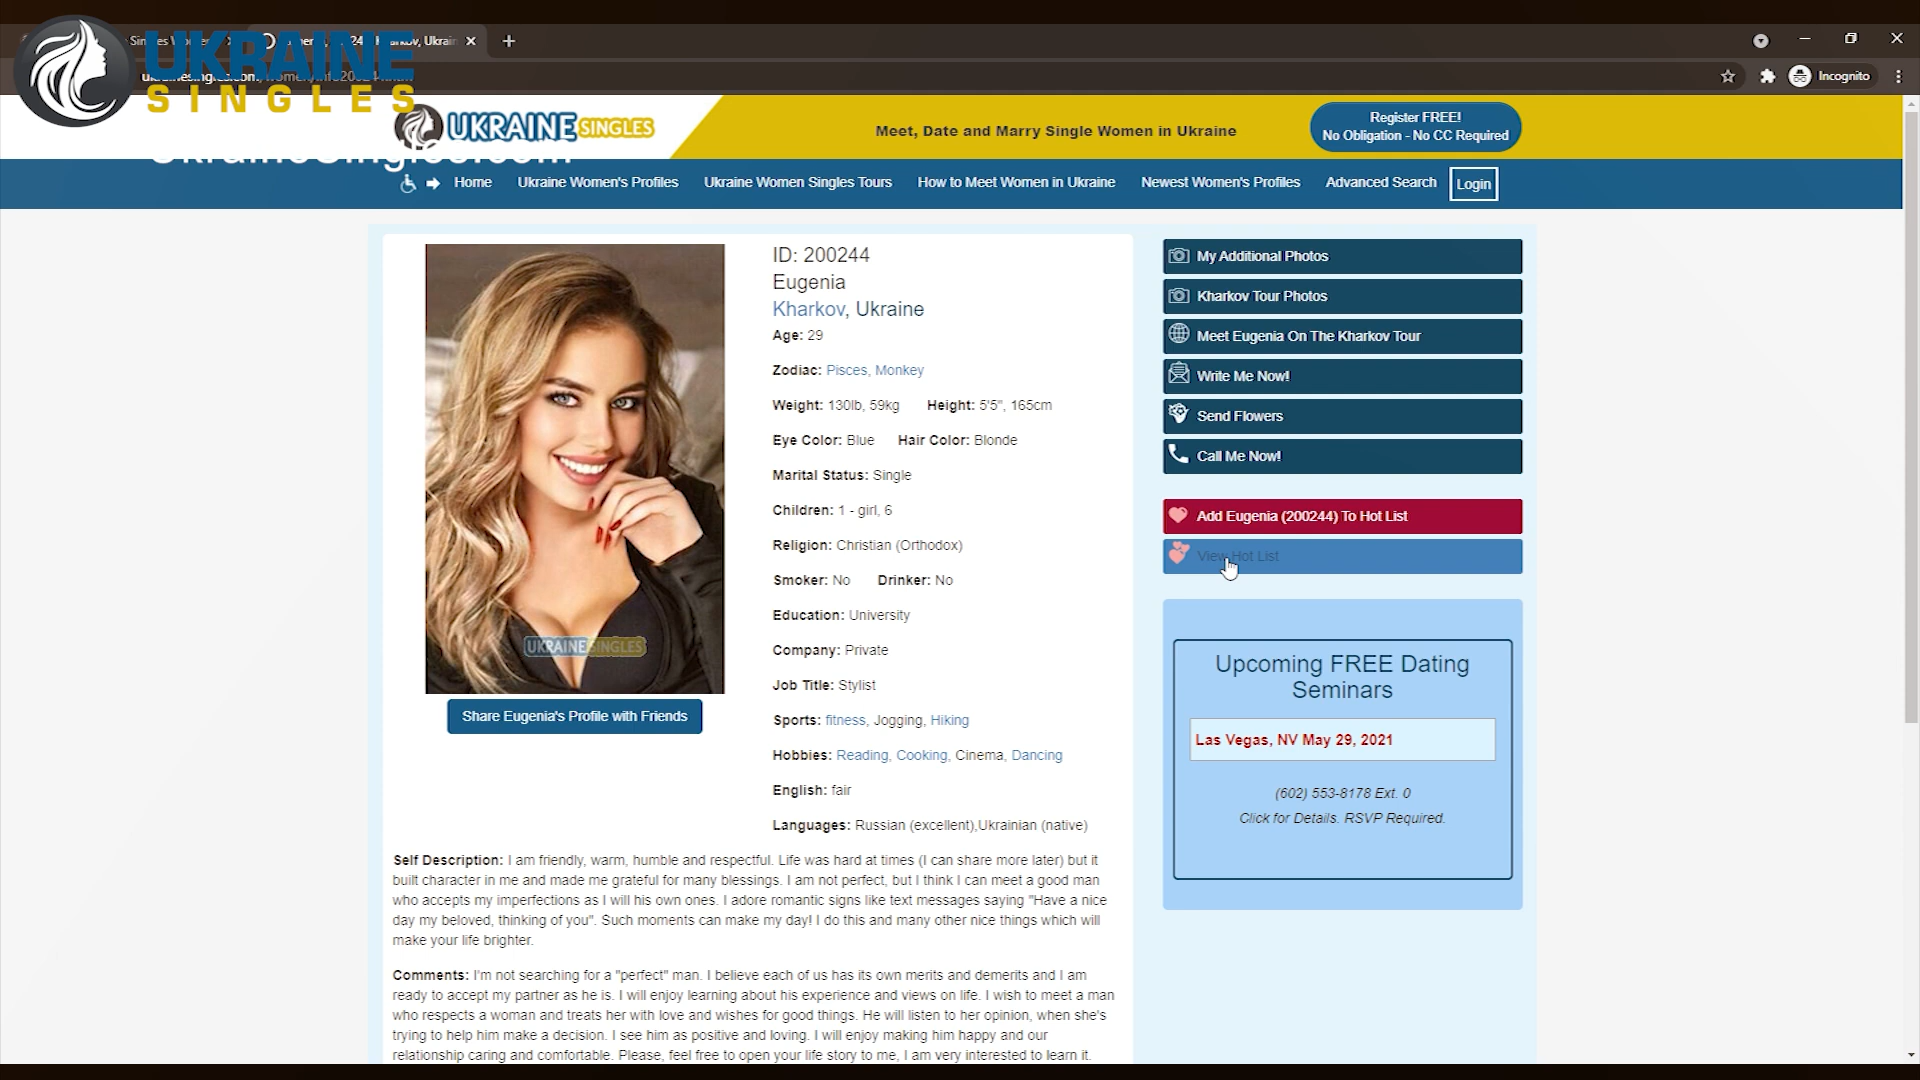 UKRAINE
SINGLES
Incognito
UKRAINE SINGLES
Meet, Date and Marry Single Women in Ukraine
Register FREE!
No Obligation - No CC Required
UkraineSingles.com
Home
Ukraine Women's Profiles
Ukraine Women Singles Tours
How to Meet Women in Ukraine
Newest Women's Profiles
Advanced Search
Login
ID: 200244
Eugenia
Kharkov, Ukraine
Age: 29
Zodiac: Pisces, Monkey
Weight: 130lb, 59kg Height: 5'5", 165cm
Eye Color: Blue Hair Color: Blonde
Marital Status: Single
Children: 1 - girl, 6
Religion: Christian (Orthodox)
Smoker: No Drinker: No
Education: University
Company: Private
Job Title: Stylist
Sports: fitness, Jogging, Hiking
Hobbies: Reading, Cooking, Cinema, Dancing
English: fair
Languages: Russian (excellent),Ukrainian (native)
UKRAINE SINGLES
Share Eugenia's Profile with Friends
Self Description: I am friendly, warm, humble and respectful. Life was hard at times (I can share more later) but it
built character in me and made me grateful for many blessings. I am not perfect, but I think I can meet a good man
who accepts my imperfections as I will his own ones. I adore romantic signs like text messages saying "Have a nice
day my beloved, thinking of you". Such moments can make my day! I do this and many other nice things which will
make your life brighter.
Comments: I'm not searching for a "perfect" man. I believe each of us has its own merits and demerits and I am
ready to accept my partner as he is. I will enjoy learning about his experience and views on life. I wish to meet a man
who respects a woman and treats her with love and wishes for good things. He will listen to her opinion, when she's
trying to help him make a decision. I see him as positive and loving. I will enjoy making him happy and our
relationship caring and comfortable. Please, feel free to open your life story to me, I am very interested to learn it.
My Additional Photos
Kharkov Tour Photos
Meet Eugenia On The Kharkov Tour
Write Me Now!
Send Flowers
Call Me Now!
Add Eugenia (200244) To Hot List
View Hot List
Upcoming FREE Dating
Seminars
Las Vegas, NV May 29, 2021
(602) 553-8178 Ext. 0
Click for Details. RSVP Required.